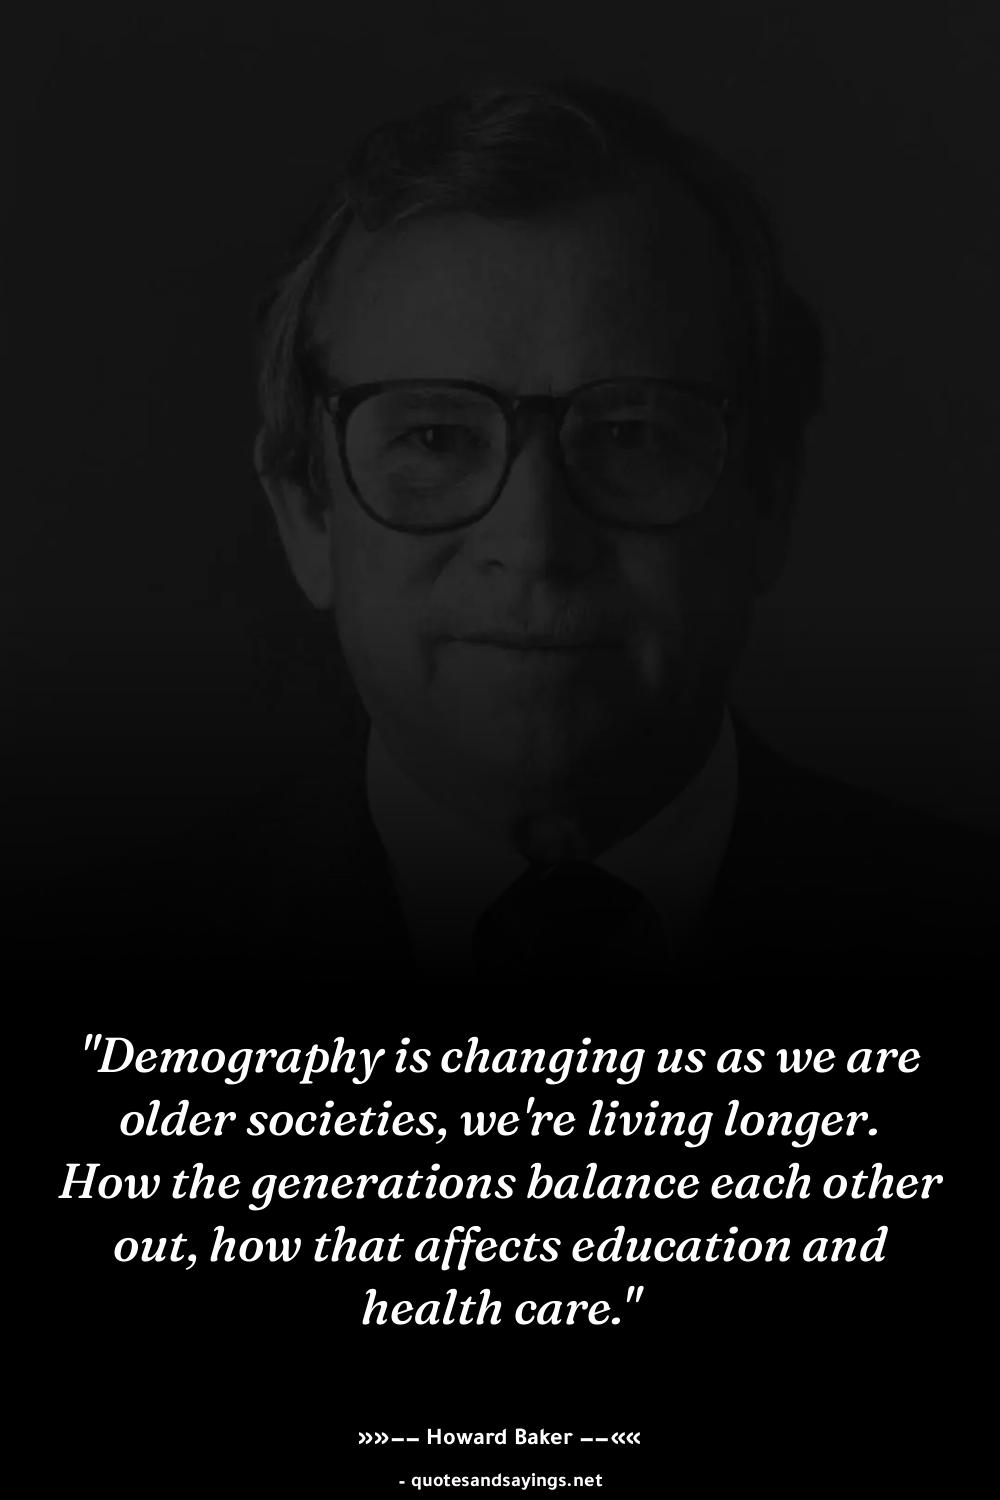 "Demography is changing us as we are
older societies, we're living longer.
How the generations balance each other
out, how that affects education and
health care."
»»–– Howard Baker ––««
- quotesandsayings.net